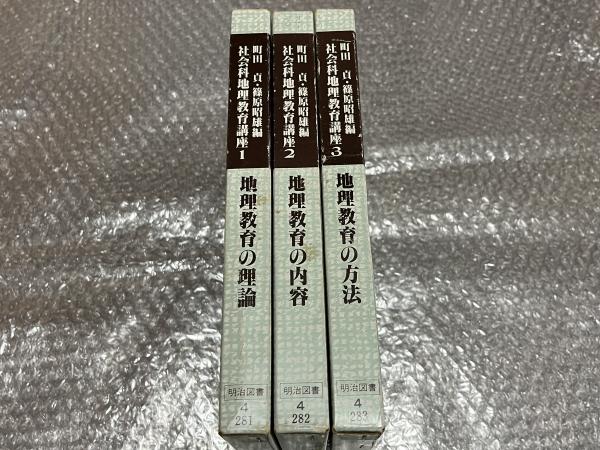 町田 貞・篠原昭雄編
社会科地理教育講座1
地理教育の理論
明治図書
4
281
町田 貞・篠原昭雄編
社会科地理教育講座2
地理教育の内容
明治図書
4
282
町田 貞・篠原昭雄編
社会科地理教育講座3
地理教育の方法
明治図書
4
283